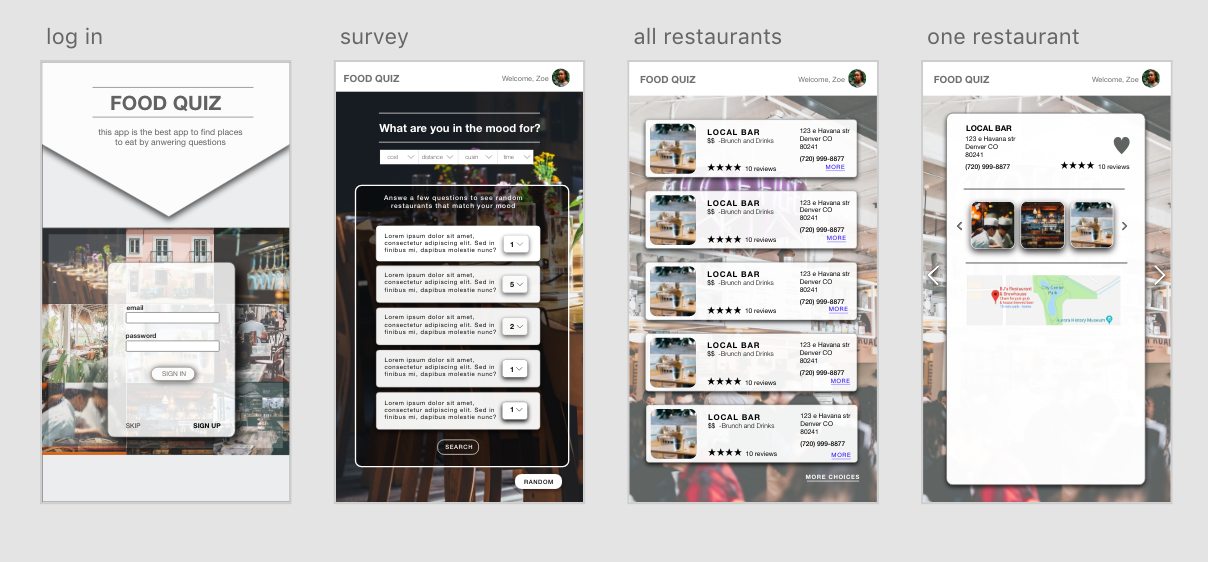 log in
FOOD QUIZ
this app is the best app to find places
to eat by anwering questions
email
password
SIGN IN
SKIP
SIGN UP
survey
FOOD QUIZ
Welcome, Zoe
What are you in the mood for?
cost
distance
cusin
time
Answe a few questions to see random
restaurants that match your mood
Lorem ipsum dolor sit amet,
consectetur adipiscing elit. Sed in
finibus mi, dapibus molestie nunc?
1
Lorem ipsum dolor sit amet,
consectetur adipiscing elit. Sed in
finibus mi, dapibus molestie nunc?
5
Lorem ipsum dolor sit amet,
consectetur adipiscing elit. Sed in
finibus mi, dapibus molestie nunc?
2
Lorem ipsum dolor sit amet,
consectetur adipiscing elit. Sed in
finibus mi, dapibus molestie nunc?
1
Lorem ipsum dolor sit amet,
consectetur adipiscing elit. Sed in
finibus mi, dapibus molestie nunc?
1
SEARCH
RANDOM
all restaurants
FOOD QUIZ
Welcome, Zoe
LOCAL BAR
$$ -Brunch and Drinks
★★★★ 10 reviews
123 e Havana str
Denver CO
80241
(720) 999-8877
MORE
LOCAL BAR
$$ -Brunch and Drinks
★★★★ 10 reviews
123 e Havana str
Denver CO
80241
(720) 999-8877
MORE
LOCAL BAR
$$ -Brunch and Drinks
★★★★ 10 reviews
123 e Havana str
Denver CO
80241
(720) 999-8877
MORE
LOCAL BAR
$$ -Brunch and Drinks
★★★★ 10 reviews
123 e Havana str
Denver CO
80241
(720) 999-8877
MORE
LOCAL BAR
$$ -Brunch and Drinks
★★★★ 10 reviews
123 e Havana str
Denver CO
80241
(720) 999-8877
MORE
MORE CHOICES
one restaurant
FOOD QUIZ
Welcome, Zoe
LOCAL BAR
123 e Havana str
Denver CO
80241
(720) 999-8877
★★★★ 10 reviews
BJ's Restaurant
& Brewhouse
City Center
Park
Aurora History Museum